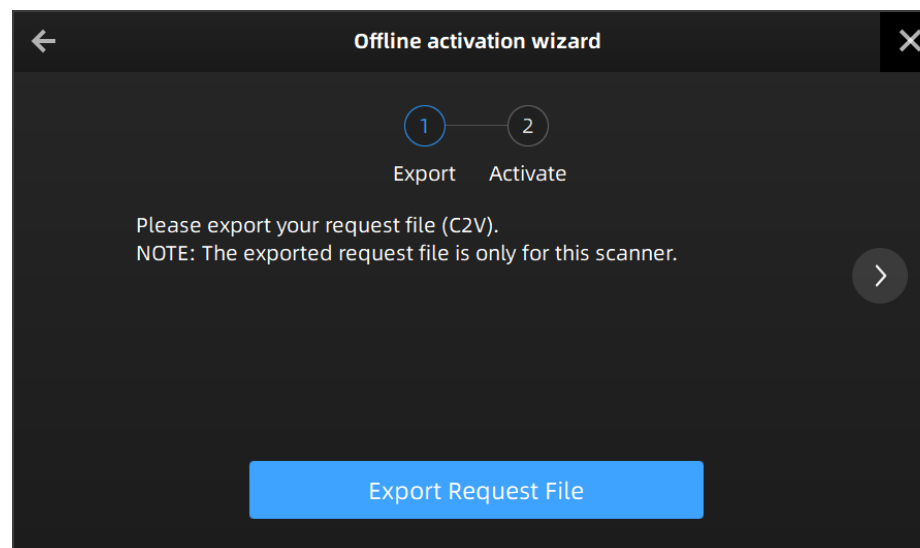 Offline activation wizard
1
2
Export
Activate
Please export your request file (C2V).
NOTE: The exported request file is only for this scanner.
Export Request File